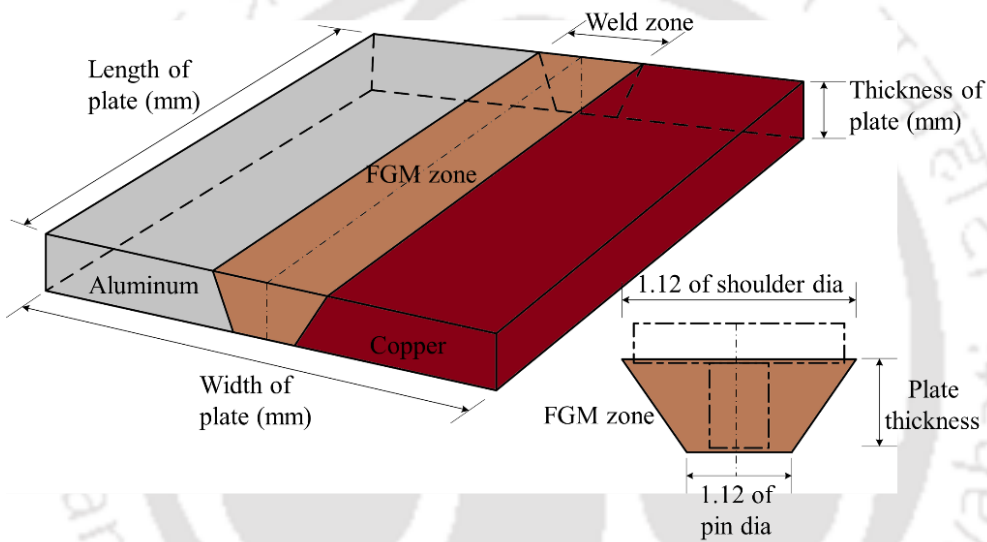 Weld zone
Length of
plate (mm)
Thickness of
plate (mm)
FGM zone
Aluminum
1.12 of shoulder dia
Copper
Width of
plate (mm)
FGM zone
Plate
thickness
1.12 of
pin dia